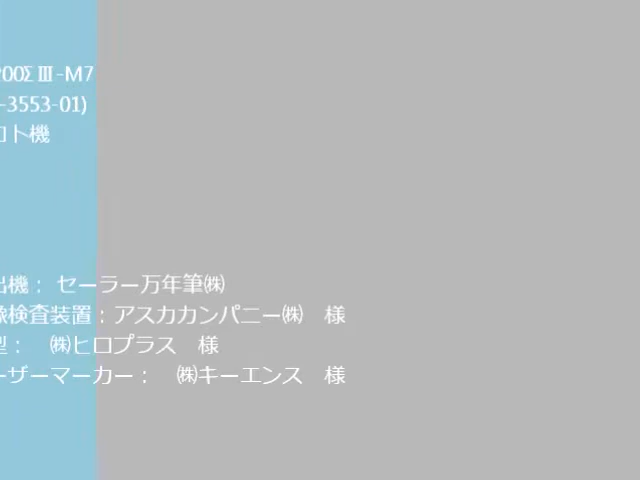 200ΣⅢ-M7
-3553-01)
ロト機
出機： セーラー万年筆㈱
像検査装置：アスカカンパニー㈱　様
型：　㈱ヒロプラス　様
ーザーマーカー：　㈱キーエンス　様